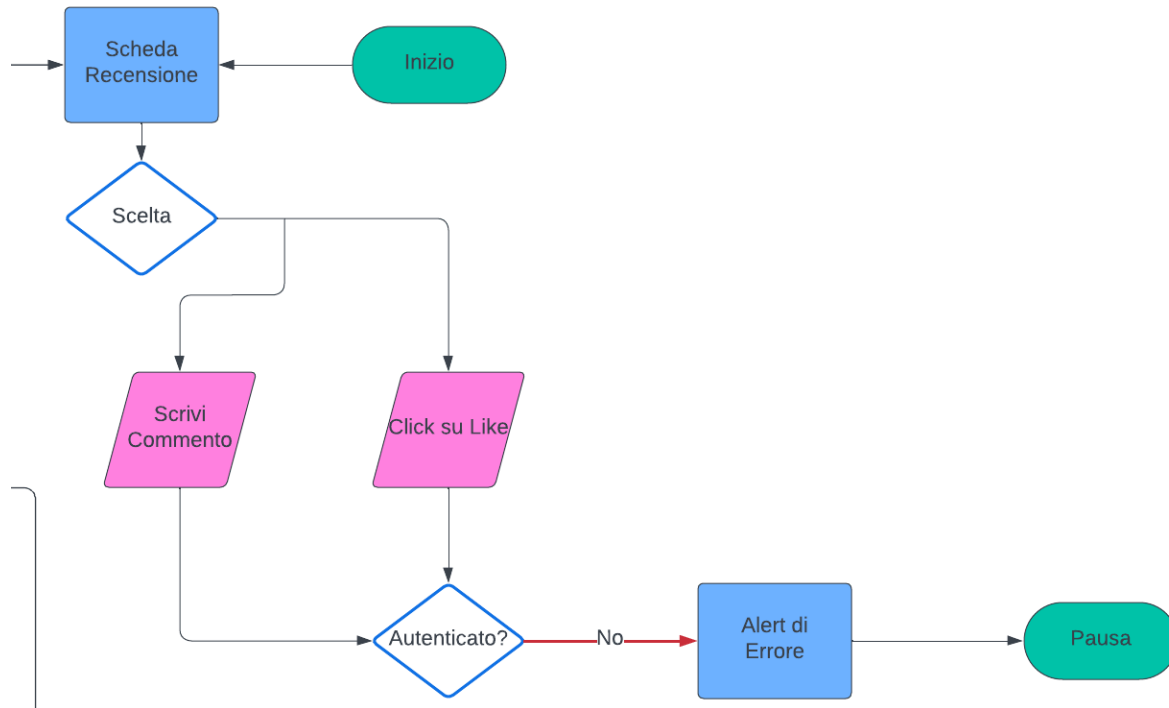 Scheda
Recensione
Inizio
Scelta
Scrivi
Commento
Click su Like
Autenticato?
No
Alert di
Errore
Pausa